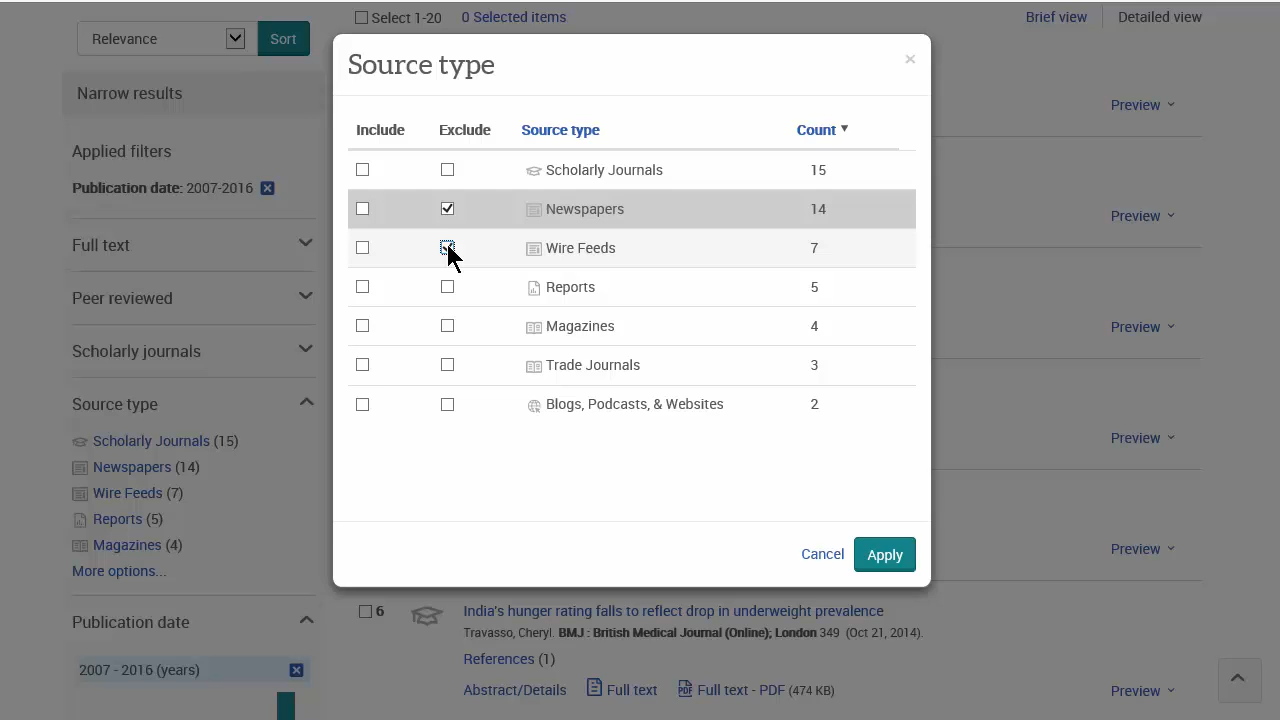 Relevance
Sort
Select 1-20
0 Selected items
Brief view
Detailed view
Narrow results
Applied filters
Publication date: 2007-2016
Full text
Peer reviewed
Scholarly journals
Source type
Scholarly Journals (15)
Newspapers (14)
Wire Feeds (7)
Reports (5)
Magazines (4)
More options...
Publication date
2007 - 2016 (years)
Source type
×
Include Exclude Source type Count
Scholarly Journals 15
Newspapers 14
Wire Feeds 7
Reports 5
Magazines 4
Trade Journals 3
Blogs, Podcasts, & Websites 2
Cancel
Apply
Preview
Preview
Preview
Preview
Preview
6
India's hunger rating falls to reflect drop in underweight prevalence
Travasso, Cheryl. BMJ : British Medical Journal (Online); London 349 (Oct 21, 2014).
References (1)
Abstract/Details Full text PDF Full text - PDF (474 KB)
Preview